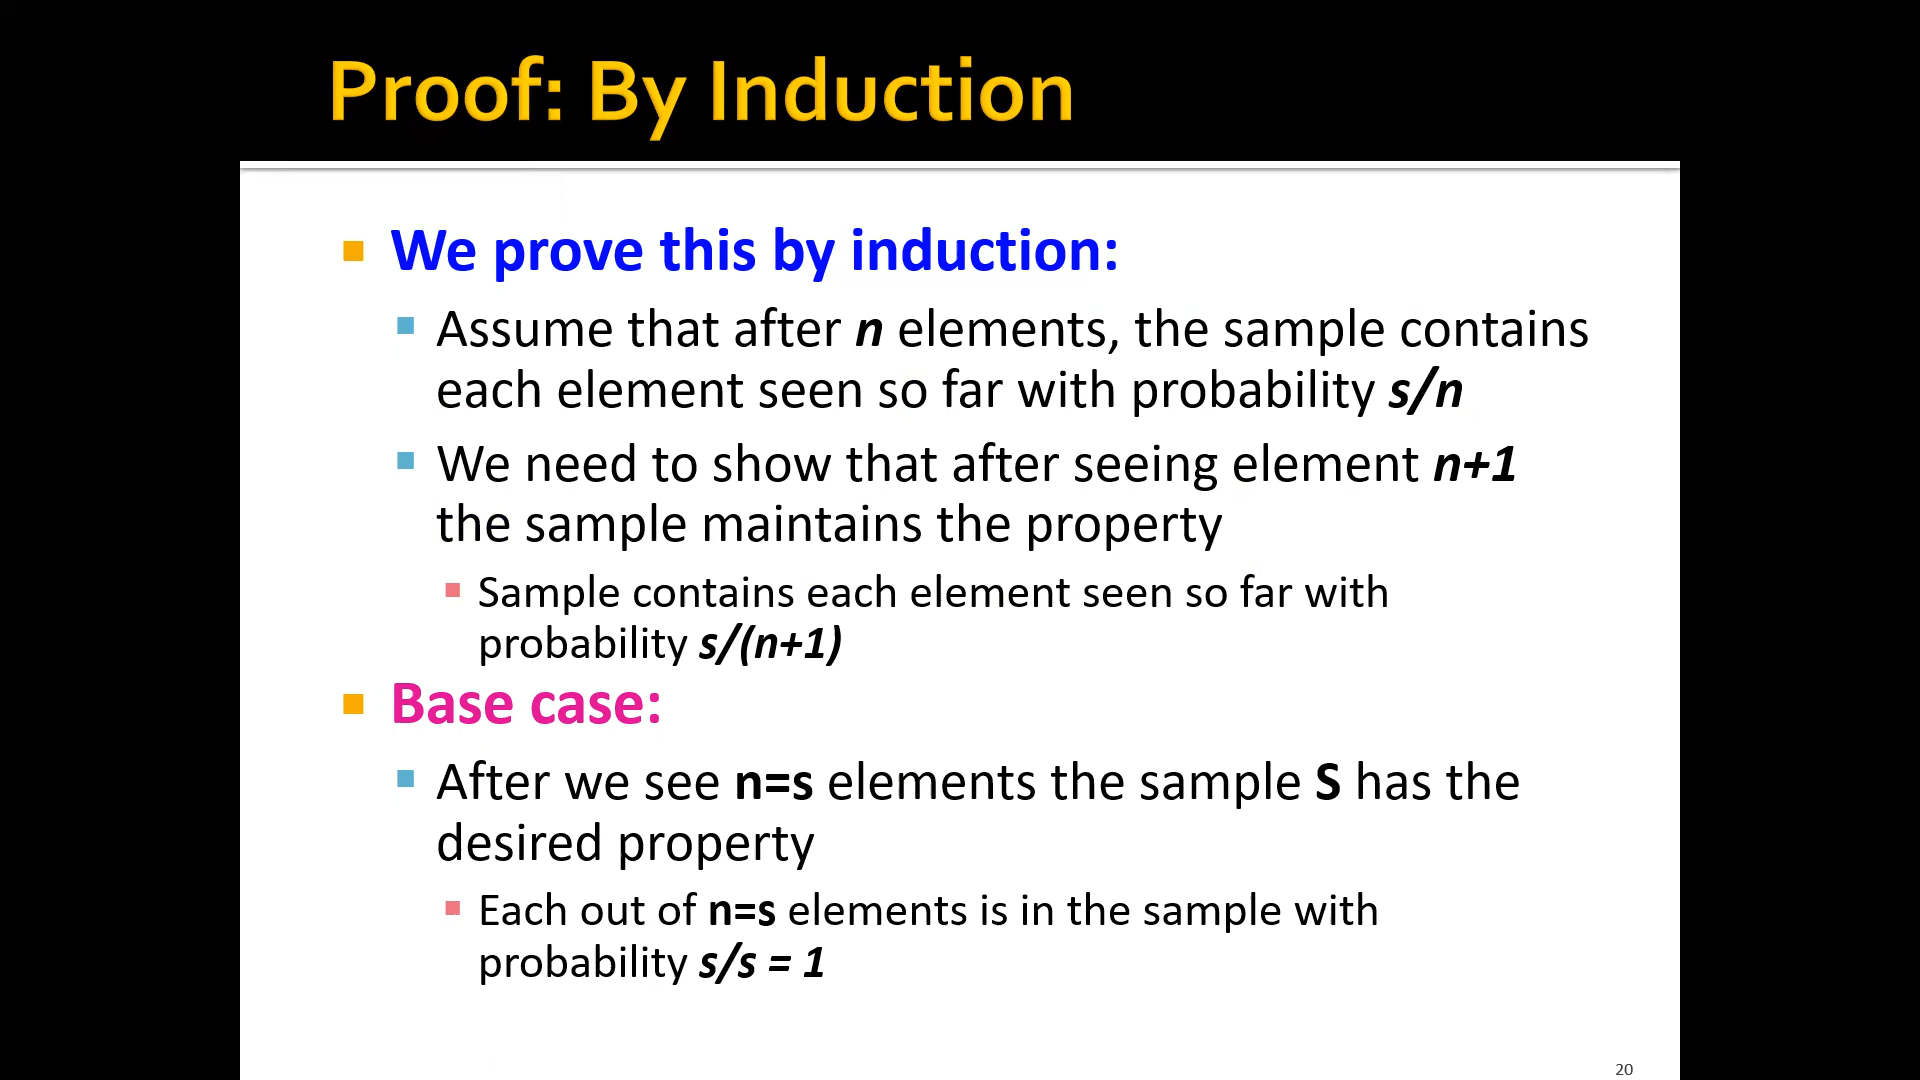 Proof: By Induction
We prove this by induction:
Assume that after n elements, the sample contains
each element seen so far with probability s/n
We need to show that after seeing element n+1
the sample maintains the property
Sample contains each element seen so far with
probability s/(n+1)
Base case:
After we see n=s elements the sample S has the
desired property
Each out of n=s elements is in the sample with
probability s/s = 1
20